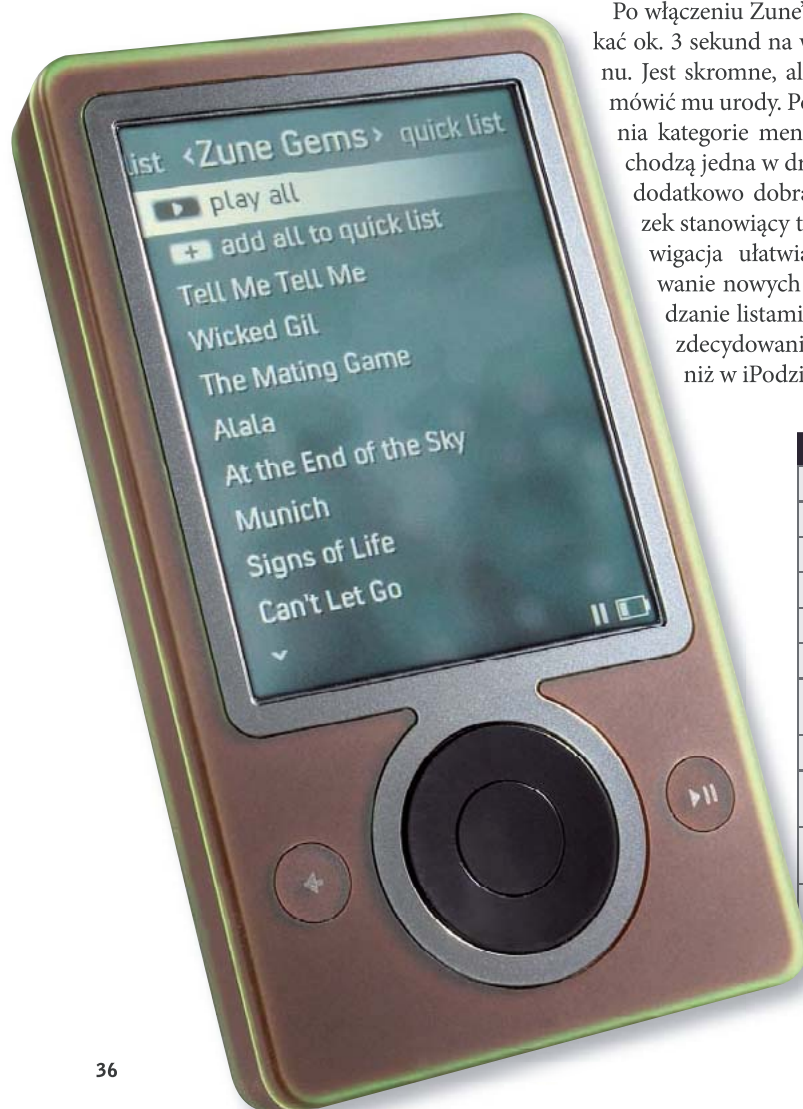 Po włączeniu Zune’
kać ok. 3 sekund na
nu. Jest skromne, al
mówić mu urody. Po
nia kategorie men
chodzą jedna w dr
dodatkowo dobra
zek stanowiący t
wigacja ułatwia
wanie nowych
dzanie listami
zdecydowani
niż w iPodzi
ist <Zune Gems> quick list
play all
add all to quick list
Tell Me Tell Me
Wicked Gil
The Mating Game
Alala
At the End of the Sky
Munich
Signs of Life
Can't Let Go
36